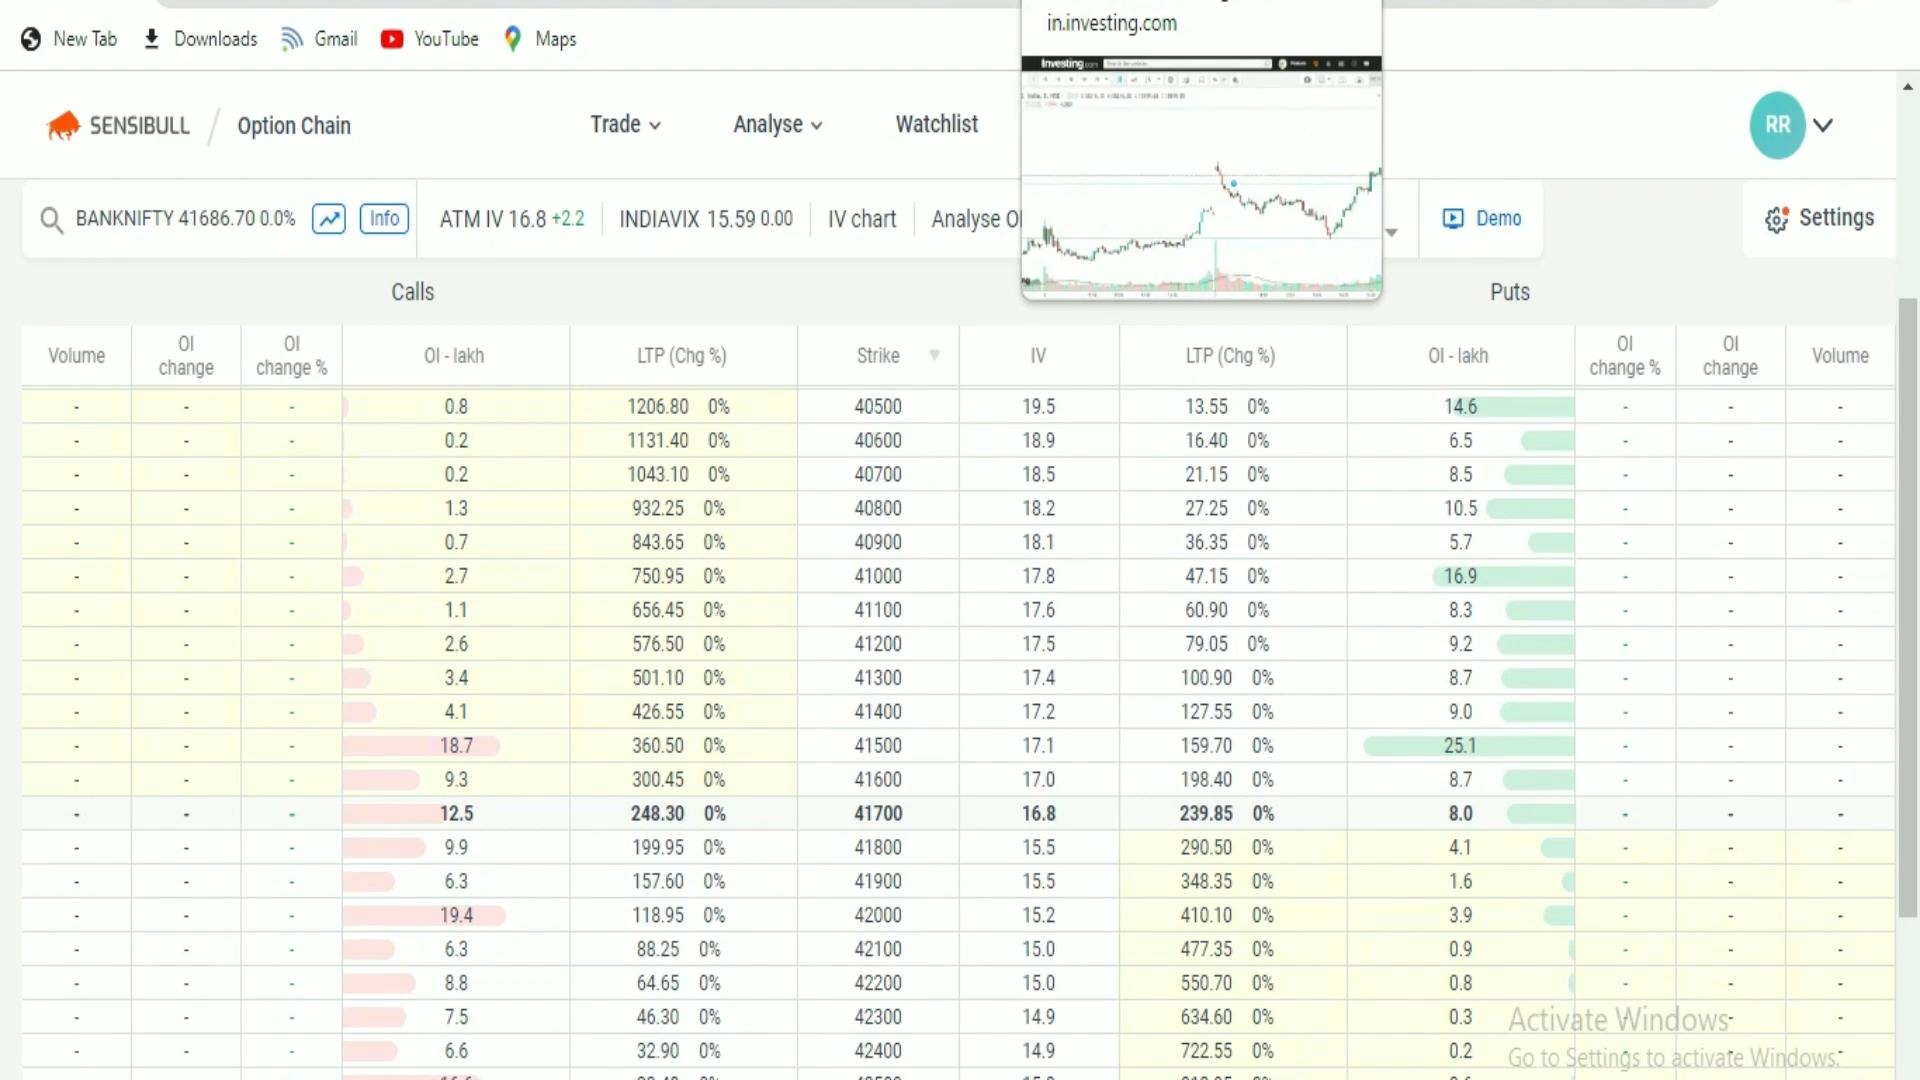 in.investing.com
New Tab Downloads Gmail YouTube Maps
Investing.com
SENSIBULL / Option Chain Trade Analyse Watchlist RR
BANKNIFTY 41686.70 0.0% Info ATM IV 16.8 +2.2 INDIAVIX 15.59 0.00 IV chart Analyse O Demo Settings
Calls Puts
Volume OI change OI change % OI - lakh LTP (Chg %) Strike IV LTP (Chg %) OI - lakh OI change % OI change Volume
- - - 0.8 1206.80 0% 40500 19.5 13.55 0% 14.6 - - -
- - - 0.2 1131.40 0% 40600 18.9 16.40 0% 6.5 - - -
- - - 0.2 1043.10 0% 40700 18.5 21.15 0% 8.5 - - -
- - - 1.3 932.25 0% 40800 18.2 27.25 0% 10.5 - - -
- - - 0.7 843.65 0% 40900 18.1 36.35 0% 5.7 - - -
- - - 2.7 750.95 0% 41000 17.8 47.15 0% 16.9 - - -
- - - 1.1 656.45 0% 41100 17.6 60.90 0% 8.3 - - -
- - - 2.6 576.50 0% 41200 17.5 79.05 0% 9.2 - - -
- - - 3.4 501.10 0% 41300 17.4 100.90 0% 8.7 - - -
- - - 4.1 426.55 0% 41400 17.2 127.55 0% 9.0 - - -
- - - 18.7 360.50 0% 41500 17.1 159.70 0% 25.1 - - -
- - - 9.3 300.45 0% 41600 17.0 198.40 0% 8.7 - - -
- - - 12.5 248.30 0% 41700 16.8 239.85 0% 8.0 - - -
- - - 9.9 199.95 0% 41800 15.5 290.50 0% 4.1 - - -
- - - 6.3 157.60 0% 41900 15.5 348.35 0% 1.6 - - -
- - - 19.4 118.95 0% 42000 15.2 410.10 0% 3.9 - - -
- - - 6.3 88.25 0% 42100 15.0 477.35 0% 0.9 - - -
- - - 8.8 64.65 0% 42200 15.0 550.70 0% 0.8 - - -
- - - 7.5 46.30 0% 42300 14.9 634.60 0% 0.3 - - -
- - - 6.6 32.90 0% 42400 14.9 722.55 0% 0.2 - - -
Activate Windows
Go to Settings to activate Windows.